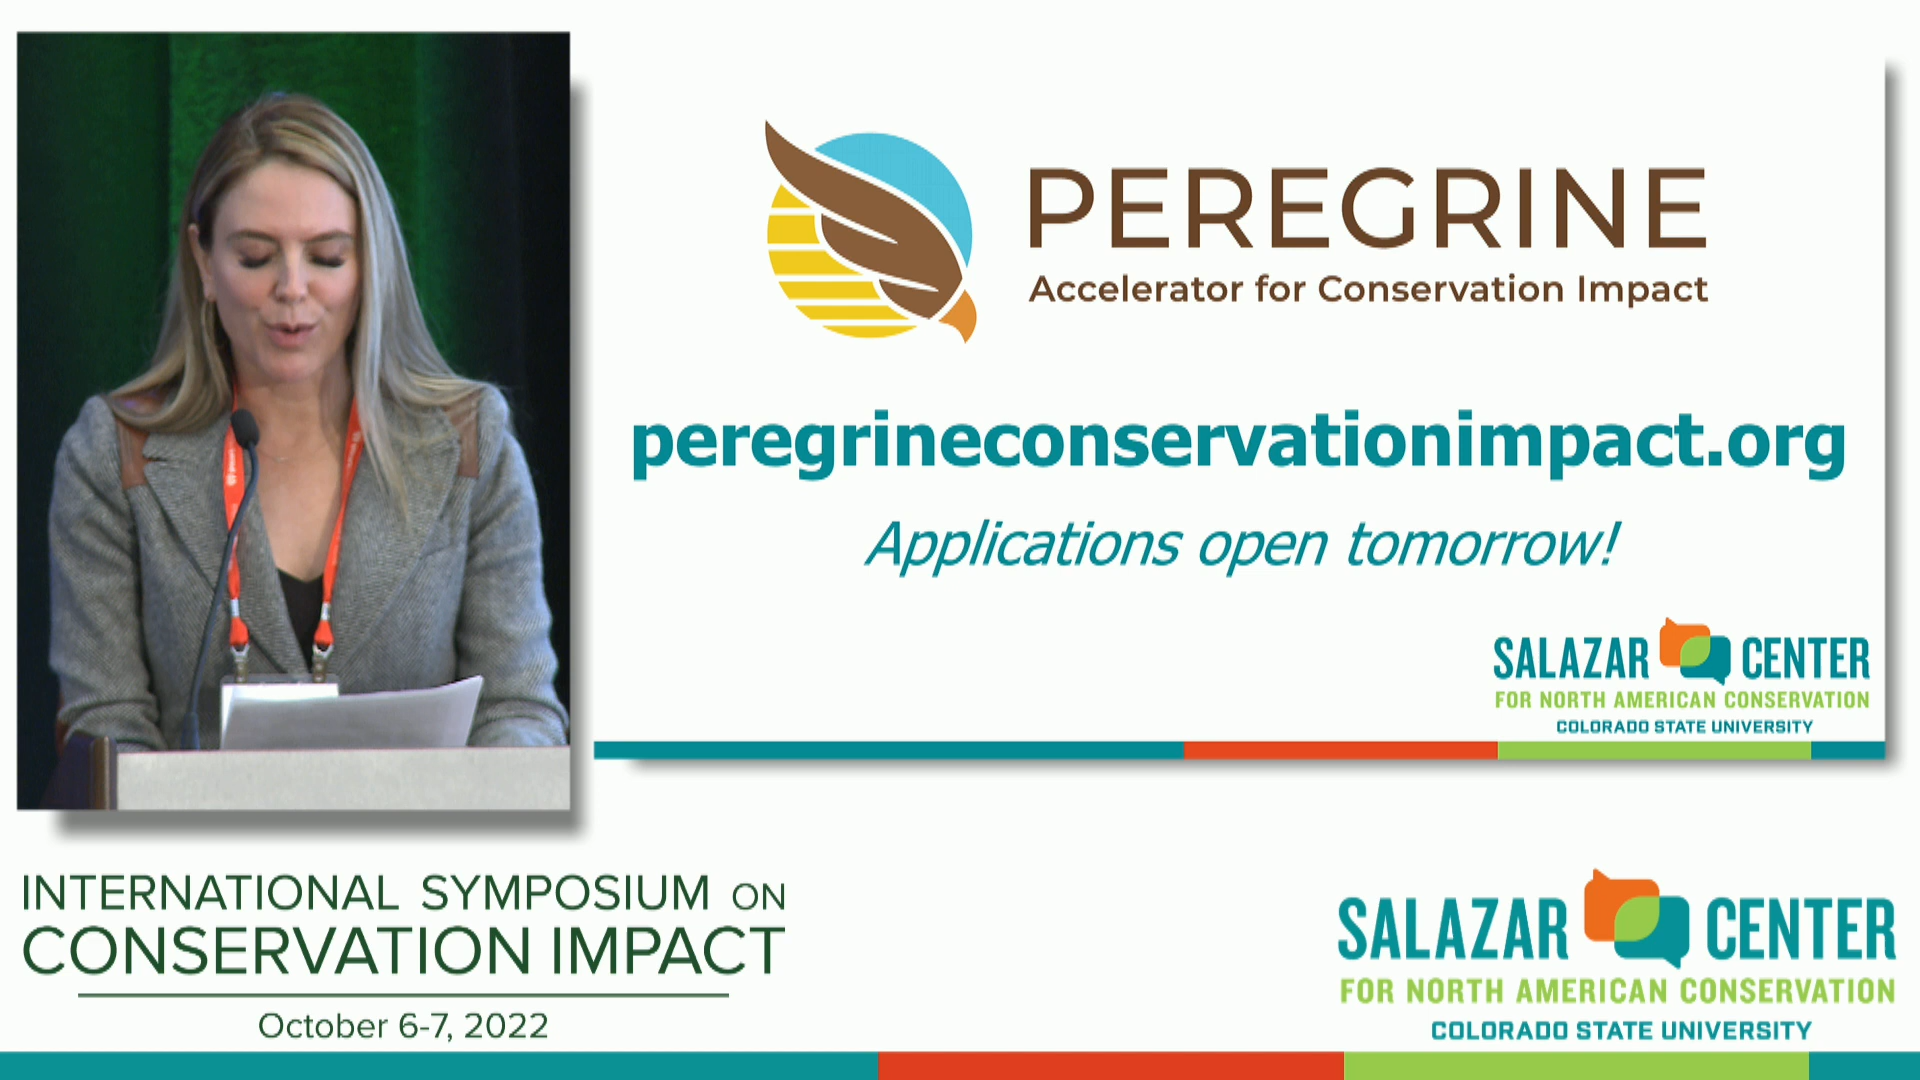 PEREGRINE
Accelerator for Conservation Impact
peregrineconservationimpact.org
Applications open tomorrow!
SALAZAR CENTER
FOR NORTH AMERICAN CONSERVATION
COLORADO STATE UNIVERSITY
INTERNATIONAL SYMPOSIUM ON
CONSERVATION IMPACT
October 6-7, 2022
SALAZAR CENTER
FOR NORTH AMERICAN CONSERVATION
COLORADO STATE UNIVERSITY